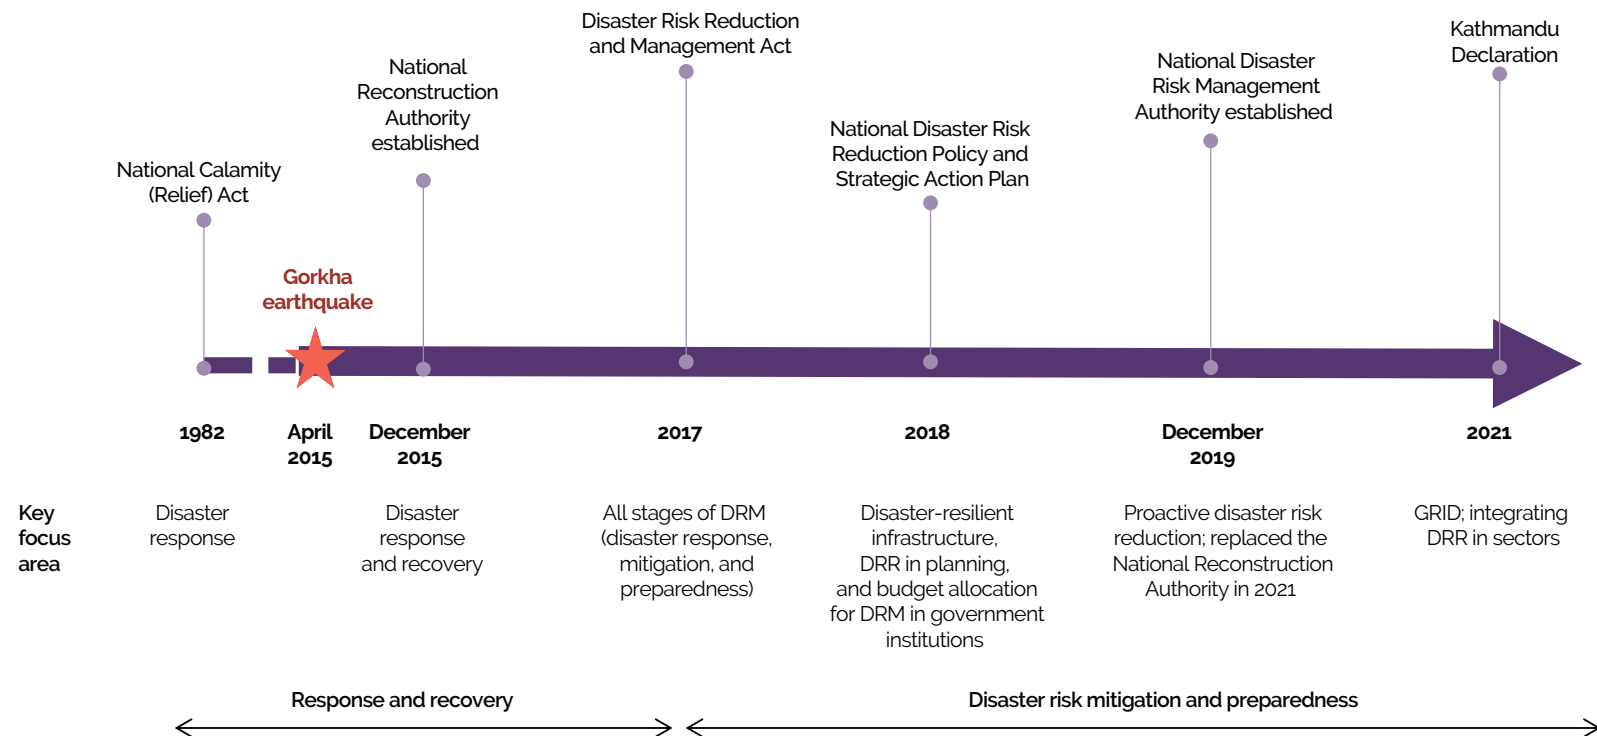 National Calamity
(Relief) Act
Gorkha
earthquake
National
Reconstruction
Authority
established
Disaster Risk Reduction
and Management Act
National Disaster Risk
Reduction Policy and
Strategic Action Plan
National Disaster
Risk Management
Authority established
Kathmandu
Declaration
1982
April
2015
December
2015
2017
2018
December
2019
2021
Key
focus
area
Disaster
response
Disaster
response
and recovery
All stages of DRM
(disaster response,
mitigation, and
preparedness)
Disaster-resilient
infrastructure,
DRR in planning,
and budget allocation
for DRM in government
institutions
Proactive disaster risk
reduction; replaced the
National Reconstruction
Authority in 2021
GRID; integrating
DRR in sectors
Response and recovery
Disaster risk mitigation and preparedness